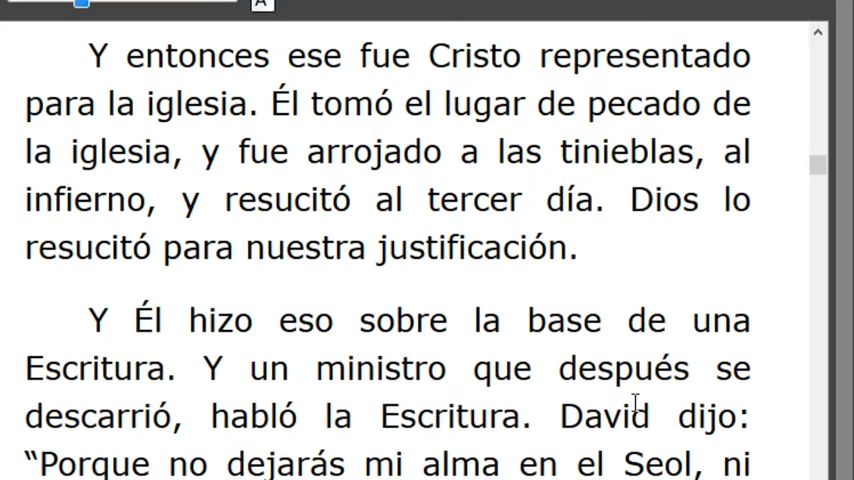 A
Y entonces ese fue Cristo representado
para la iglesia. Él tomó el lugar de pecado de
la iglesia, y fue arrojado a las tinieblas, al
infierno, y resucitó al tercer día. Dios lo
resucitó para nuestra justificación.
Y Él hizo eso sobre la base de una
Escritura. Y un ministro que después se
descarrió, habló la Escritura. David dijo:
“Porque no dejarás mi alma en el Seol, ni